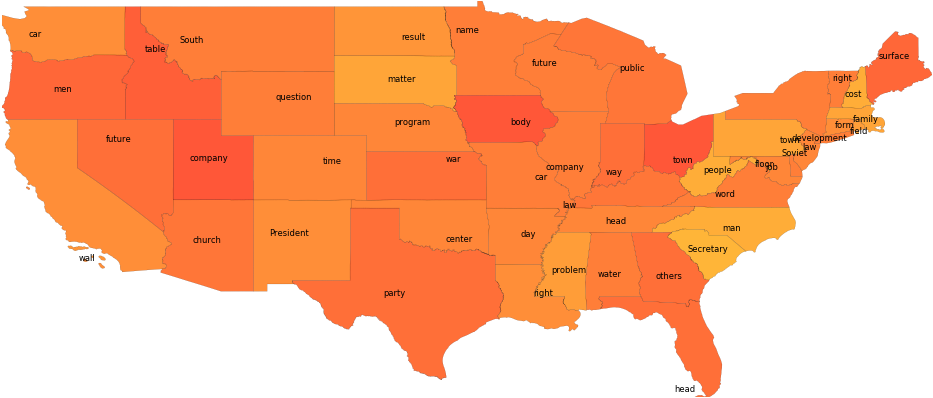 name
car
result
South
table
surface
future
public
matter
right
men
cost
question
family
program
body
form
field
future
town
development
law
Soviet
company
time
war
town
floor
job
company
people
way
car
word
law
head
man
President
day
church
center
Secretary
wall
problem
water
others
party
right
head